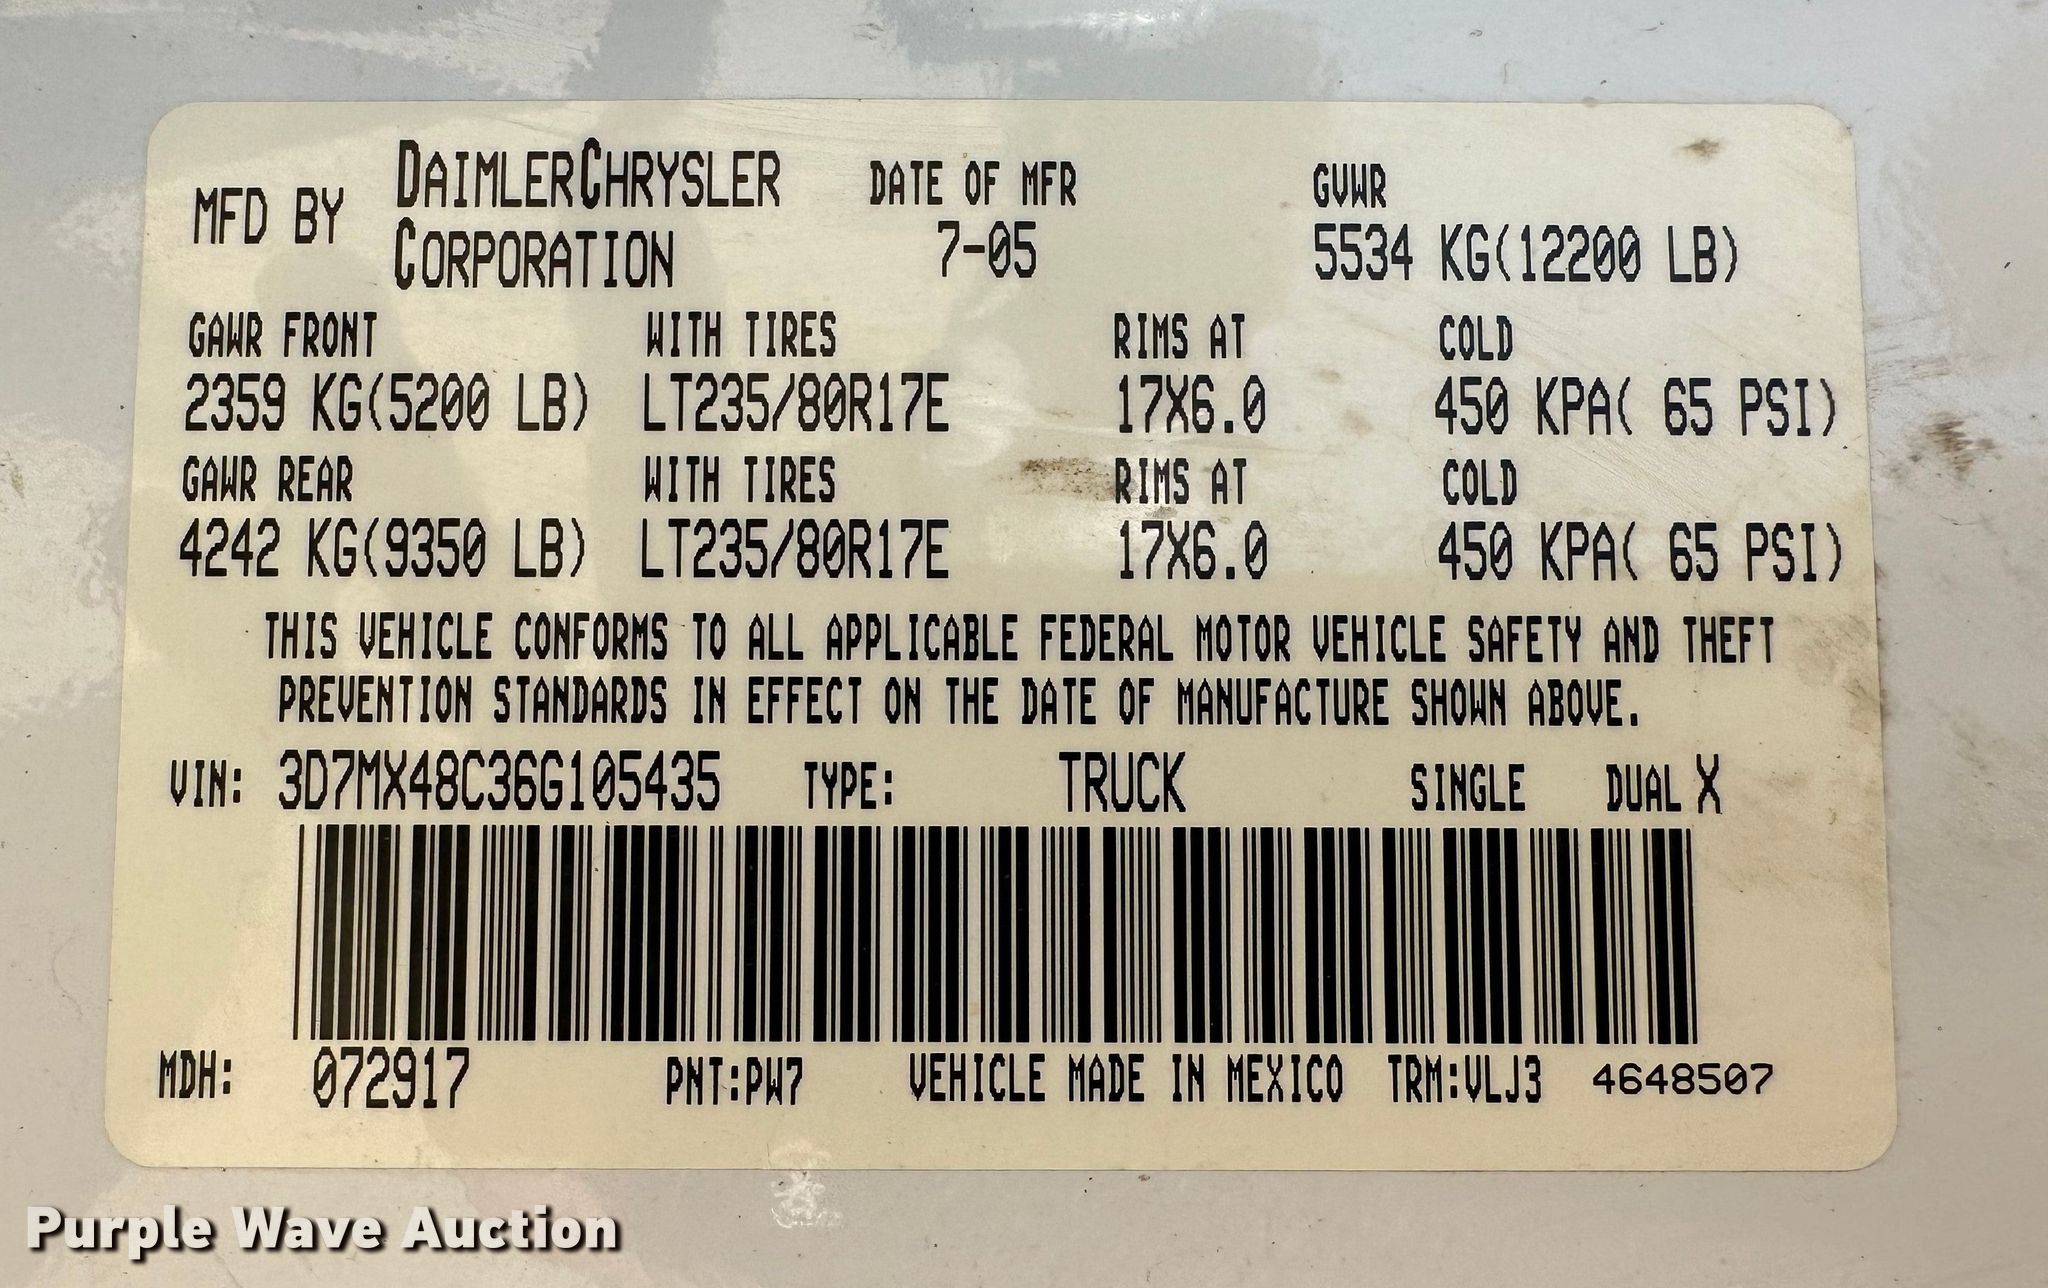 MFD BY DAIMLERCHRYSLER CORPORATION DATE OF MFR 7-05 GVWR 5534 KG(12200 LB)
GAWR FRONT WITH TIRES RIMS AT COLD
2359 KG(5200 LB) LT235/80R17E 17X6.0 450 KPA( 65 PSI)
GAWR REAR WITH TIRES RIMS AT COLD
4242 KG(9350 LB) LT235/80R17E 17X6.0 450 KPA( 65 PSI)
THIS VEHICLE CONFORMS TO ALL APPLICABLE FEDERAL MOTOR VEHICLE SAFETY AND THEFT
PREVENTION STANDARDS IN EFFECT ON THE DATE OF MANUFACTURE SHOWN ABOVE.
VIN: 3D7MX48C36G105435 TYPE: TRUCK SINGLE DUAL X
MDH: 072917 PNT:PW7 VEHICLE MADE IN MEXICO TRM:VLJ3 4648507
Purple Wave Auction